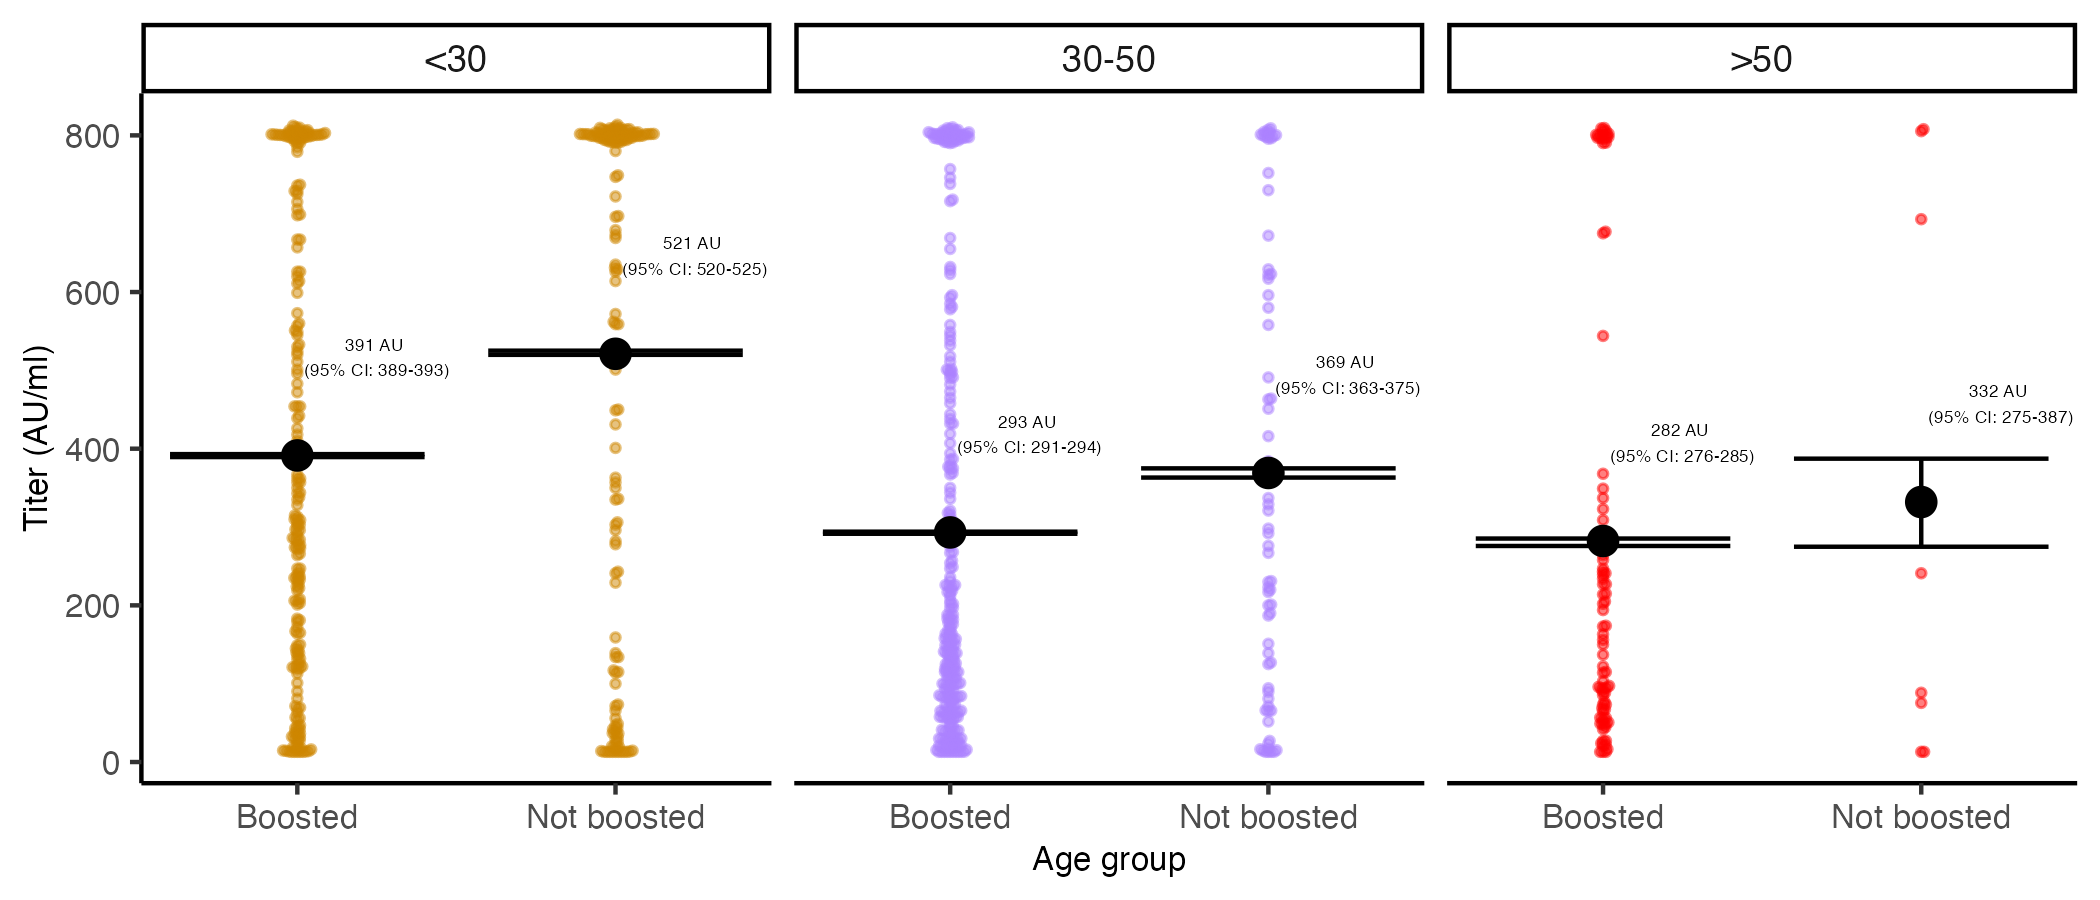 <30
30-50
>50
Titer (AU/ml)
800
600
400
200
0
391 AU
(95% CI: 389-393)
521 AU
(95% CI: 520-525)
293 AU
(95% CI: 291-294)
369 AU
(95% CI: 363-375)
282 AU
(95% CI: 276-285)
332 AU
(95% CI: 275-387)
Boosted
Not boosted
Boosted
Not boosted
Boosted
Not boosted
Age group